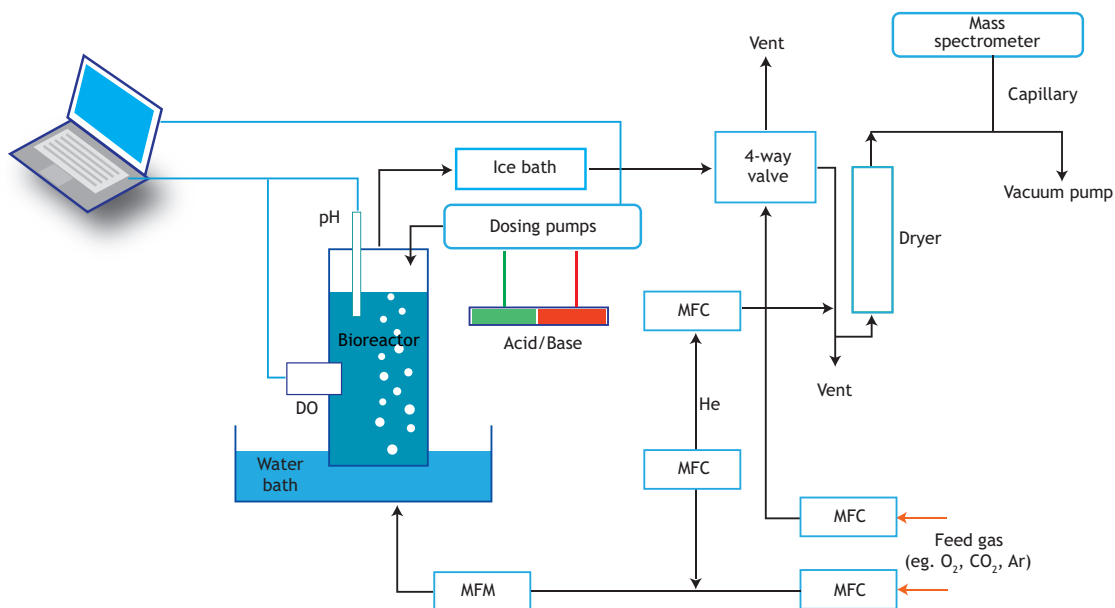 Mass
spectrometer
Vent
Capillary
4-way
valve
Ice bath
Vacuum pump
pH
Dosing pumps
Dryer
MFC
Bioreactor
Acid/Base
Vent
DO
He
Water
bath
MFC
MFC
Feed gas
(eg. O₂, CO₂, Ar)
MFM
MFC